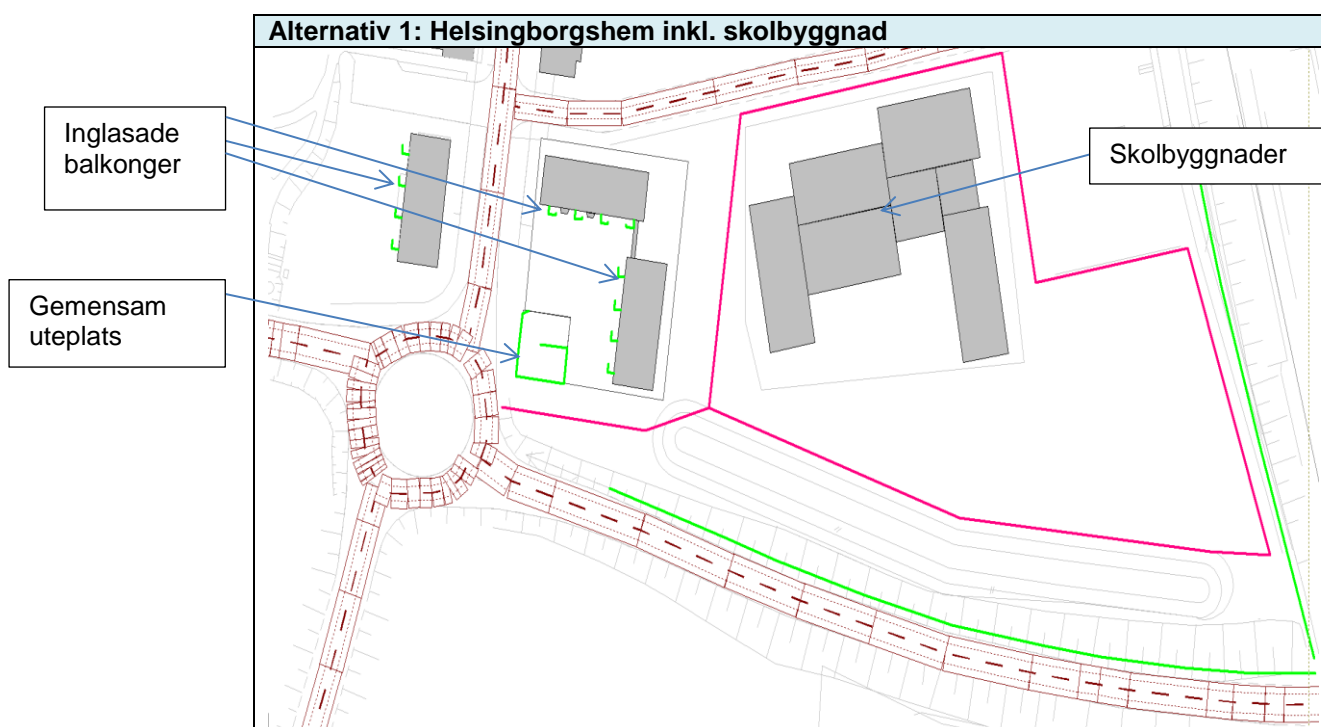 Alternativ 1: Helsingborgshem inkl. skolbyggnad
Inglasade
balkonger
Skolbyggnader
Gemensam
uteplats